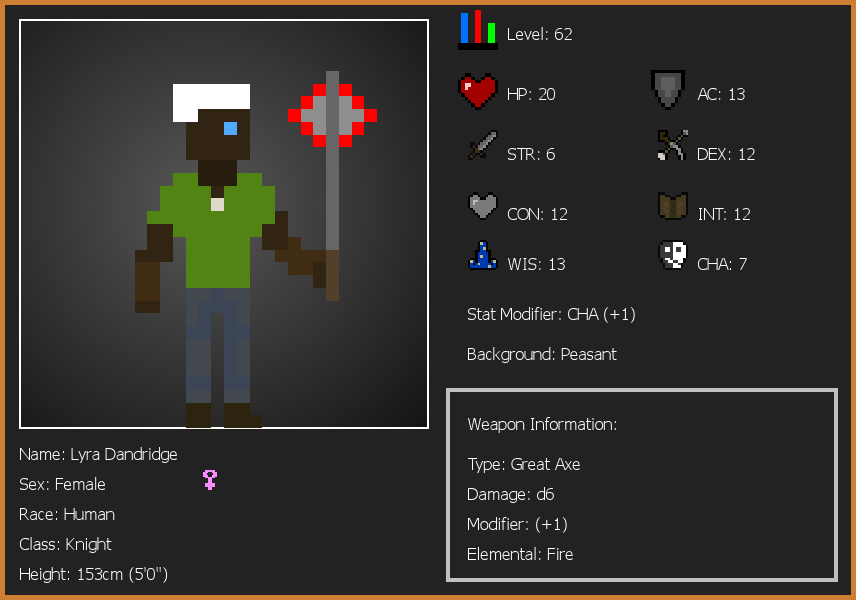 Level: 62
HP: 20
AC: 13
STR: 6
DEX: 12
CON: 12
INT: 12
WIS: 13
CHA: 7
Stat Modifier: CHA (+1)
Background: Peasant
Weapon Information:
Type: Great Axe
Damage: d6
Modifier: (+1)
Elemental: Fire
Name: Lyra Dandridge
Sex: Female
Race: Human
Class: Knight
Height: 153cm (5'0")